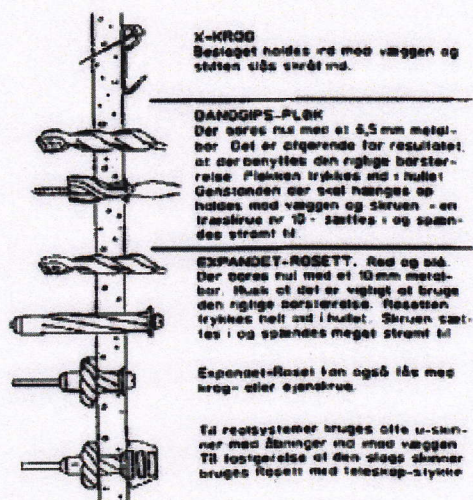 X-KROG
Beslaget holdes ind mod væggen og
stiften slås skråt ind.
DANOGIPS-PLØK
Der bores hul med et 6,5 mm metal-
bor. Det er afgørende for resultatet,
at der benyttes den rigtige borstør-
relse. Pløkken trykkes ind i hullet.
Genstanden der skal hænges op
holdes mod væggen og skruen - en
træskrue nr 10 - sættes i og spæn-
des stramt til.
EXPANDET-ROSETT. Rød og blå.
Der bores hul med et 10 mm metal-
bor. Husk at det er vigtigt at bruge
den rigtige borstørrelse. Rosetten
trykkes helt ind i hullet. Skruen sæt-
tes i og spændes meget stramt til
Expandet-Roset kan også fås med
krog- eller øjenskrue.
Til reolsystemer bruges ofte u-skin-
ner med åbninger ind mod væggen
Til fastgørelse af den slags skinner
bruges Rosett med teleskop-stykke